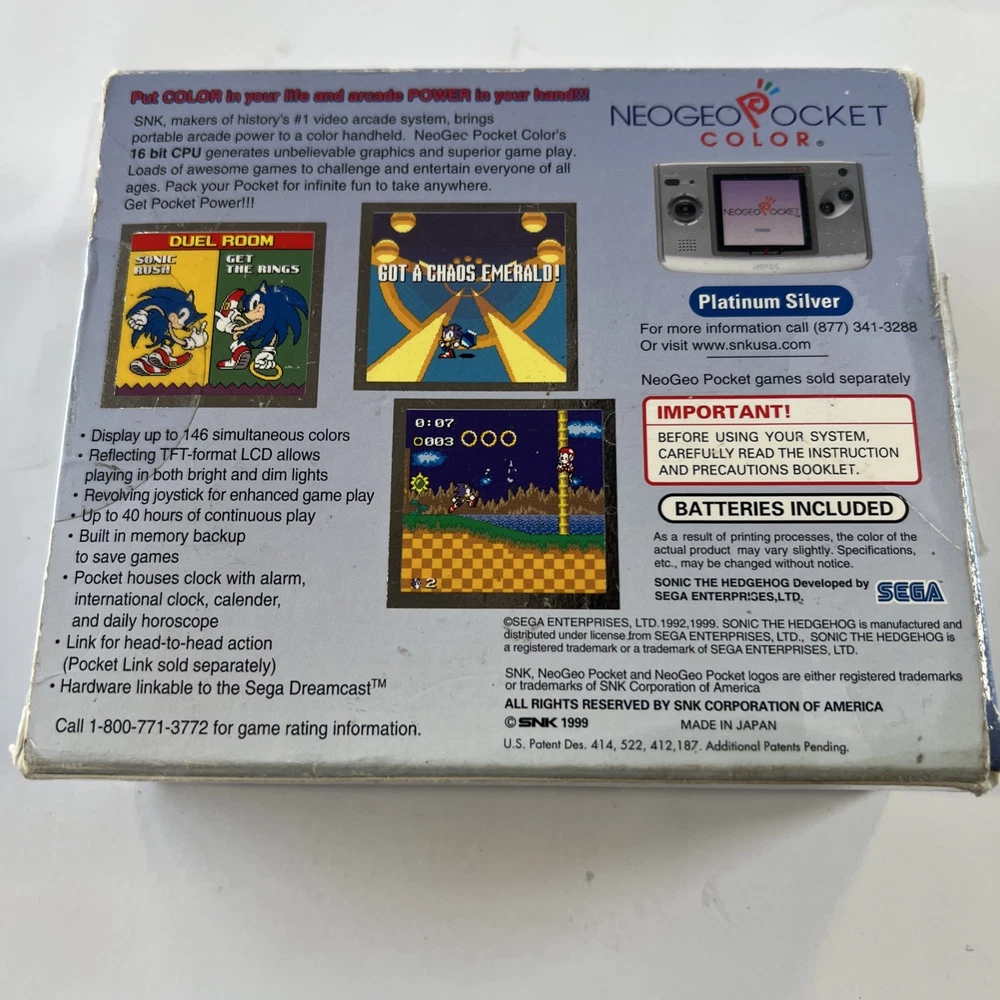 Put COLOR in your life and arcade POWER in your hand!!!
SNK, makers of history's #1 video arcade system, brings
portable arcade power to a color handheld. NeoGeo Pocket Color's
16 bit CPU generates unbelievable graphics and superior game play.
Loads of awesome games to challenge and entertain everyone of all
ages. Pack your Pocket for infinite fun to take anywhere.
Get Pocket Power!!!
DUEL ROOM
SONIC
RUSH
GET
THE RINGS
GOT A CHAOS EMERALD!
0:07
003
2
• Display up to 146 simultaneous colors
• Reflecting TFT-format LCD allows
playing in both bright and dim lights
• Revolving joystick for enhanced game play
• Up to 40 hours of continuous play
• Built in memory backup
to save games
• Pocket houses clock with alarm,
international clock, calender,
and daily horoscope
• Link for head-to-head action
(Pocket Link sold separately)
• Hardware linkable to the Sega Dreamcast™
Call 1-800-771-3772 for game rating information.
NEOGEO POCKET
COLOR®
NEOGEO POCKET
Platinum Silver
For more information call (877) 341-3288
Or visit www.snkusa.com
NeoGeo Pocket games sold separately
IMPORTANT!
BEFORE USING YOUR SYSTEM,
CAREFULLY READ THE INSTRUCTION
AND PRECAUTIONS BOOKLET.
BATTERIES INCLUDED
As a result of printing processes, the color of the
actual product may vary slightly. Specifications,
etc., may be changed without notice.
SONIC THE HEDGEHOG Developed by
SEGA ENTERPRISES,LTD.
SEGA
©SEGA ENTERPRISES, LTD.1992,1999. SONIC THE HEDGEHOG is manufactured and
distributed under license from SEGA ENTERPRISES, LTD., SONIC THE HEDGEHOG is
a registered trademark or a trademark of SEGA ENTERPRISES, LTD.
SNK, NeoGeo Pocket and NeoGeo Pocket logos are either registered trademarks
or trademarks of SNK Corporation of America
ALL RIGHTS RESERVED BY SNK CORPORATION OF AMERICA
©SNK 1999
MADE IN JAPAN
U.S. Patent Des. 414, 522, 412,187. Additional Patents Pending.